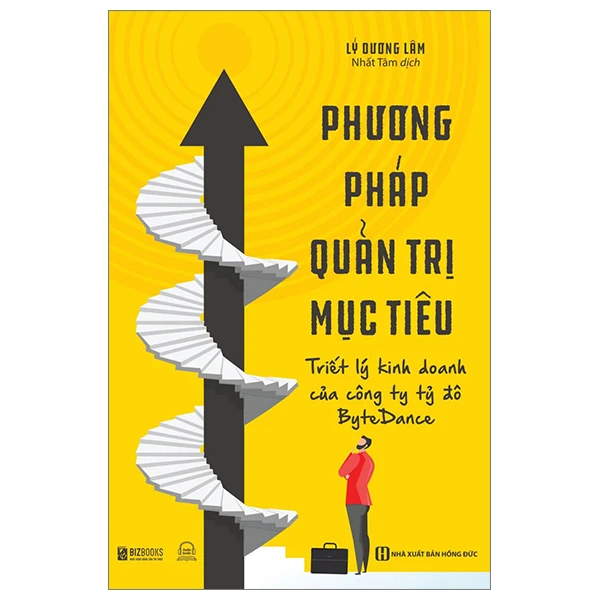 LÝ DƯƠNG LÂM
Nhất Tâm dịch
PHƯƠNG
PHÁP
QUẢN TRỊ
MỤC TIÊU
Triết lý kinh doanh
của công ty tỷ đô
ByteDance
BIZBOOKS
NHÀ XUẤT BẢN HỒNG ĐỨC